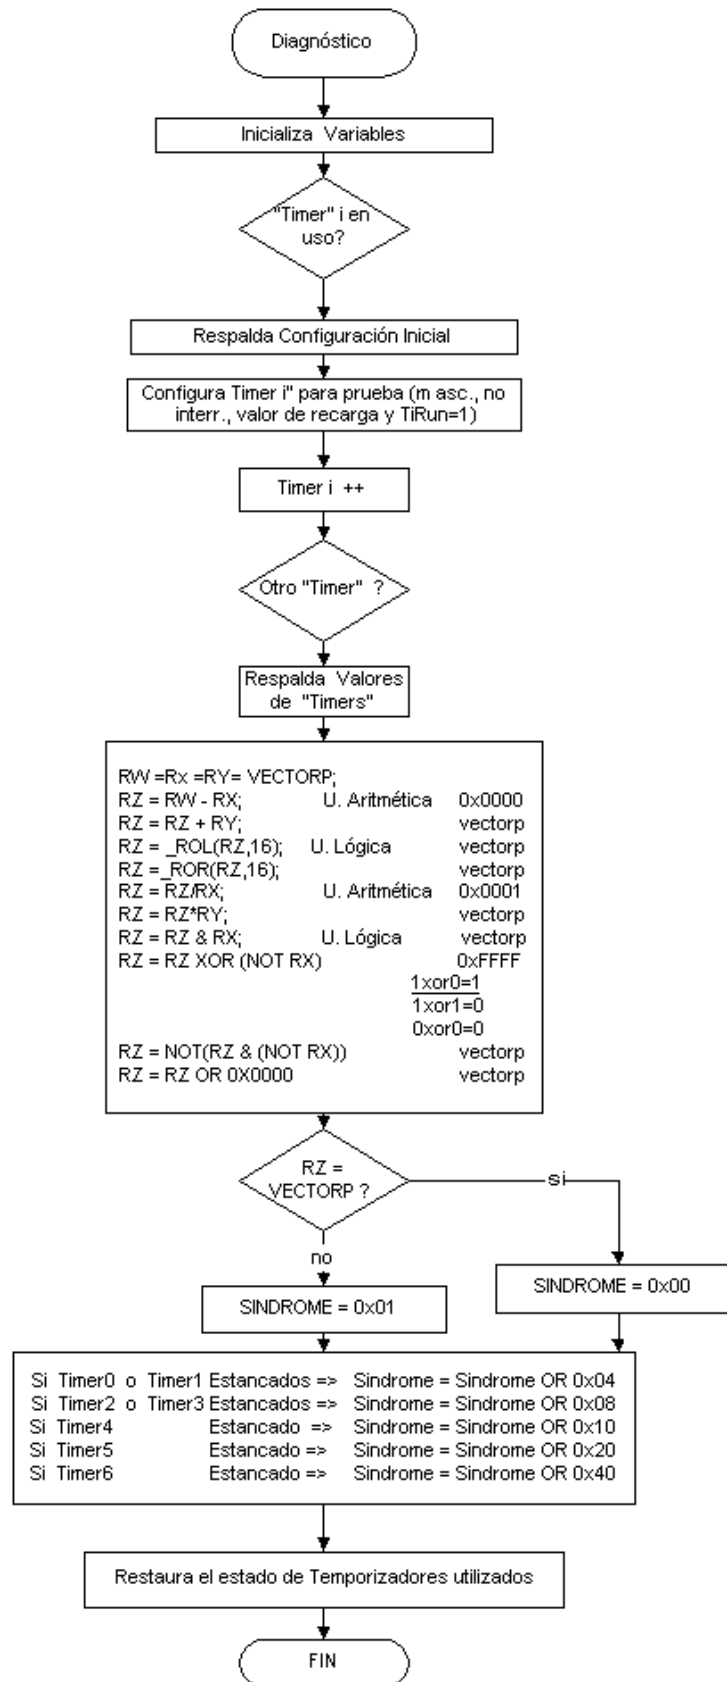 Diagnóstico
Inicializa Variables
"Timer" i en
uso?
Respalda Configuración Inicial
Configura Timer i" para prueba (m asc., no
interr., valor de recarga y TiRun=1)
Timer i ++
Otro "Timer" ?
Respalda Valores
de "Timers"
RW =Rx =RY= VECTORP;
RZ = RW - RX; U. Aritmética 0x0000
RZ = RZ + RY; vectorp
RZ = _ROL(RZ,16); U. Lógica vectorp
RZ =_ROR(RZ,16); vectorp
RZ = RZ/RX; U. Aritmética 0x0001
RZ = RZ*RY; vectorp
RZ = RZ & RX; U. Lógica vectorp
RZ = RZ XOR (NOT RX) 0xFFFF
1xor0=1
1xor1=0
0xor0=0
RZ = NOT(RZ & (NOT RX)) vectorp
RZ = RZ OR 0X0000 vectorp
RZ =
VECTORP ?
si
no
SINDROME = 0x01
SINDROME = 0x00
Si Timer0 o Timer1 Estancados => Sindrome = Sindrome OR 0x04
Si Timer2 o Timer3 Estancados => Sindrome = Sindrome OR 0x08
Si Timer4 Estancado => Sindrome = Sindrome OR 0x10
Si Timer5 Estancado => Sindrome = Sindrome OR 0x20
Si Timer6 Estancado => Sindrome = Sindrome OR 0x40
Restaura el estado de Temporizadores utilizados
FIN